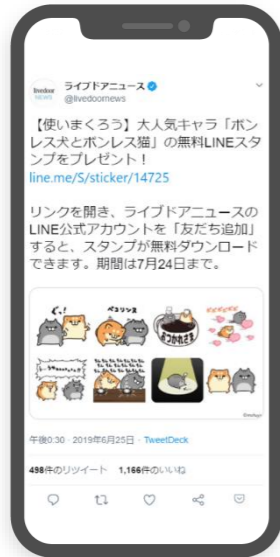 livedoor
NEWS
ライブドアニュース
@livedoornews
【使いまくろう】大人気キャラ「ボン
レス犬とボンレス猫」の無料LINEスタ
ンプをプレゼント！
line.me/S/sticker/14725
リンクを開き、ライブドアニュースの
LINE公式アカウントを「友だち追加」
すると、スタンプが無料ダウンロード
できます。期間は7月24日まで。
ペコリンヌ
おつかれさま
午後0:30 · 2019年6月25日 · TweetDeck
498件のリツイート 1,166件のいいね